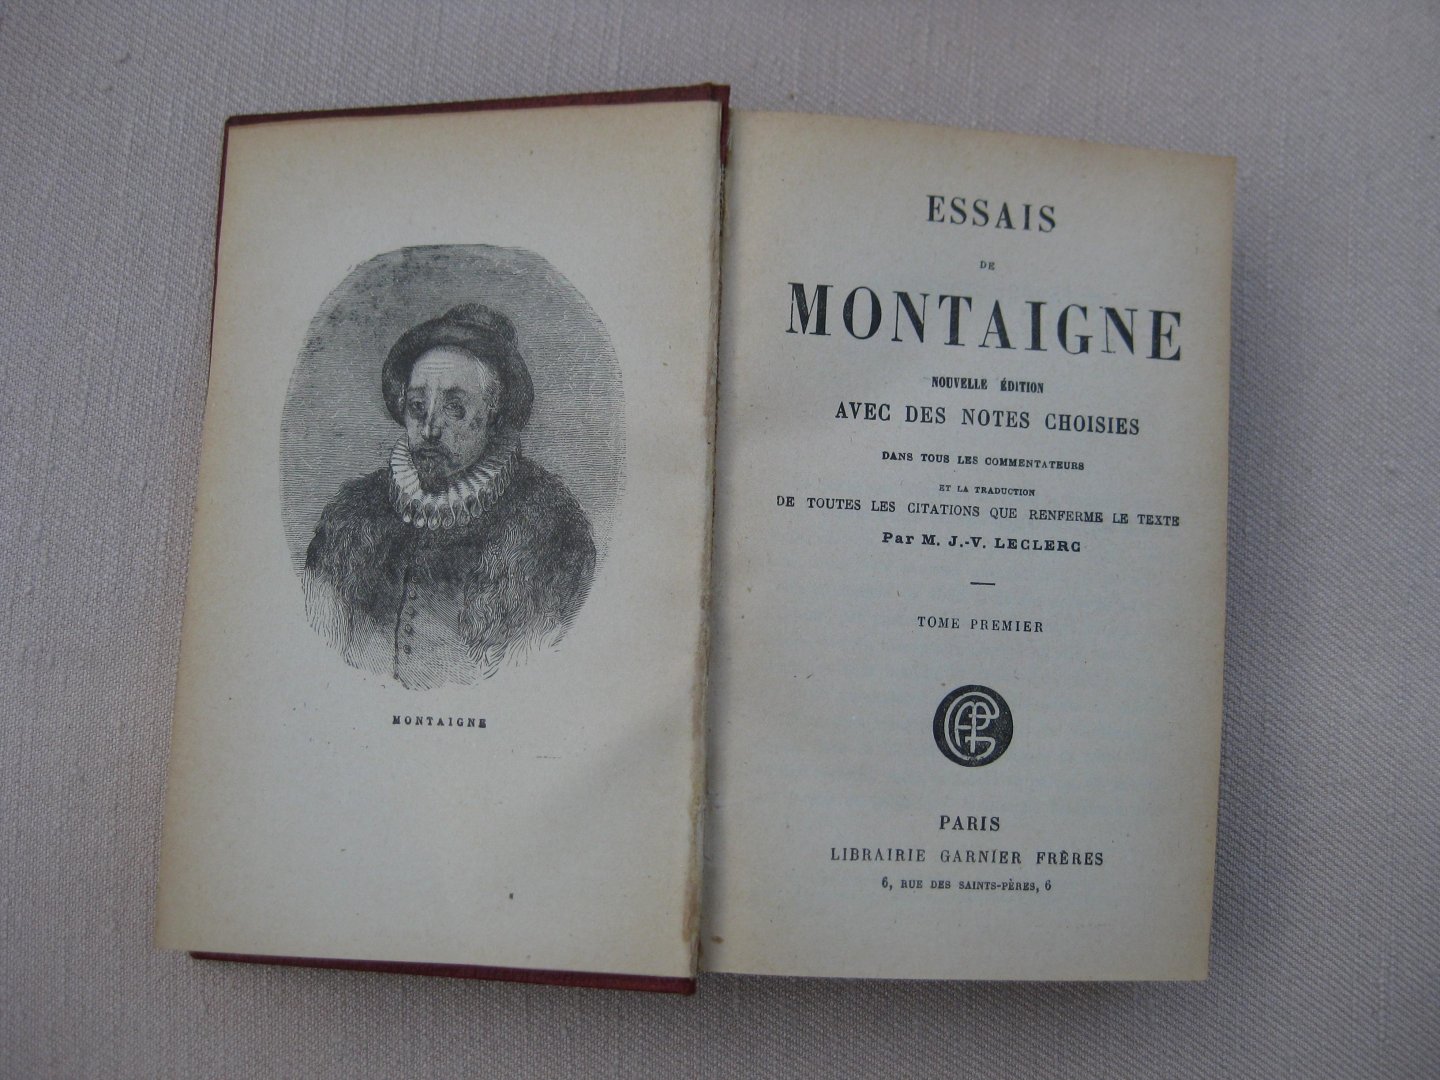 MONTAIGNE
ESSAIS
DE
MONTAIGNE
NOUVELLE ÉDITION
AVEC DES NOTES CHOISIES
DANS TOUS LES COMMENTATEURS
ET LA TRADUCTION
DE TOUTES LES CITATIONS QUE RENFERME LE TEXTE
Par M. J.-V. LECLERC
TOME PREMIER
PARIS
LIBRAIRIE GARNIER FRÈRES
6, RUE DES SAINTS-PÈRES, 6